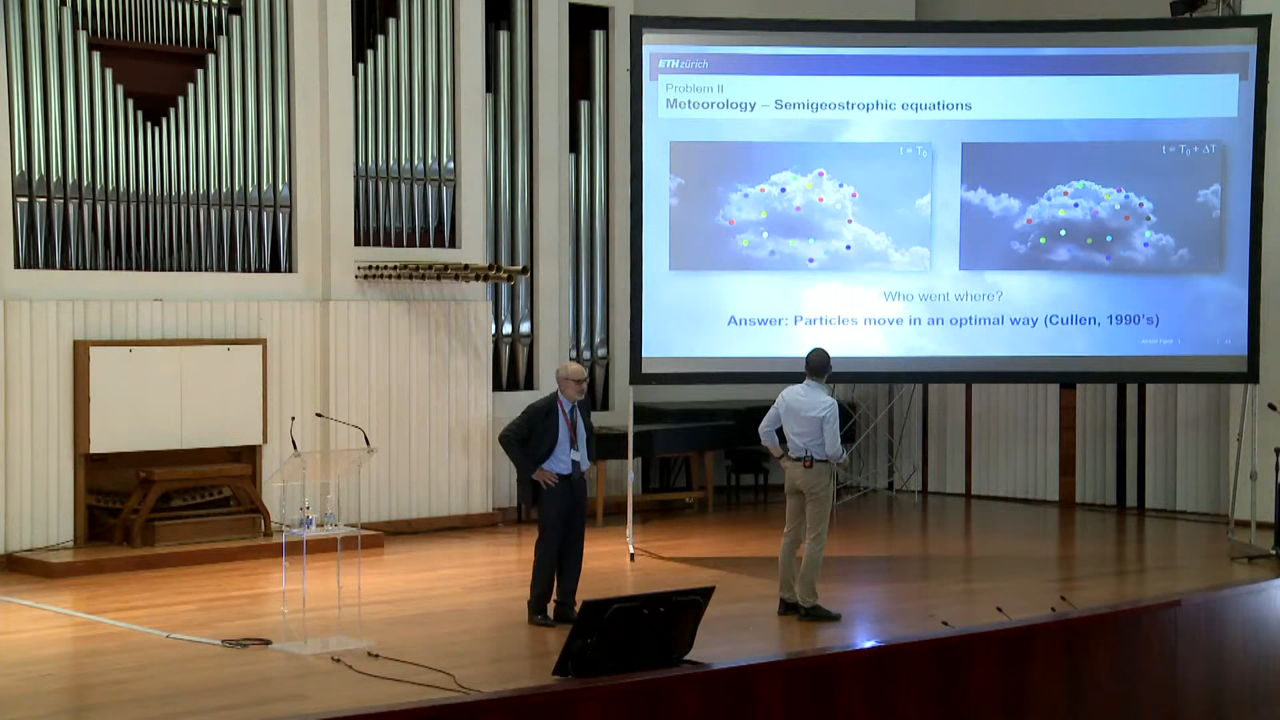 ETH zürich
Problem II
Meteorology – Semigeostrophic equations
t = T₀
t = T₀ + ΔT
Who went where?
Answer: Particles move in an optimal way (Cullen, 1990's)